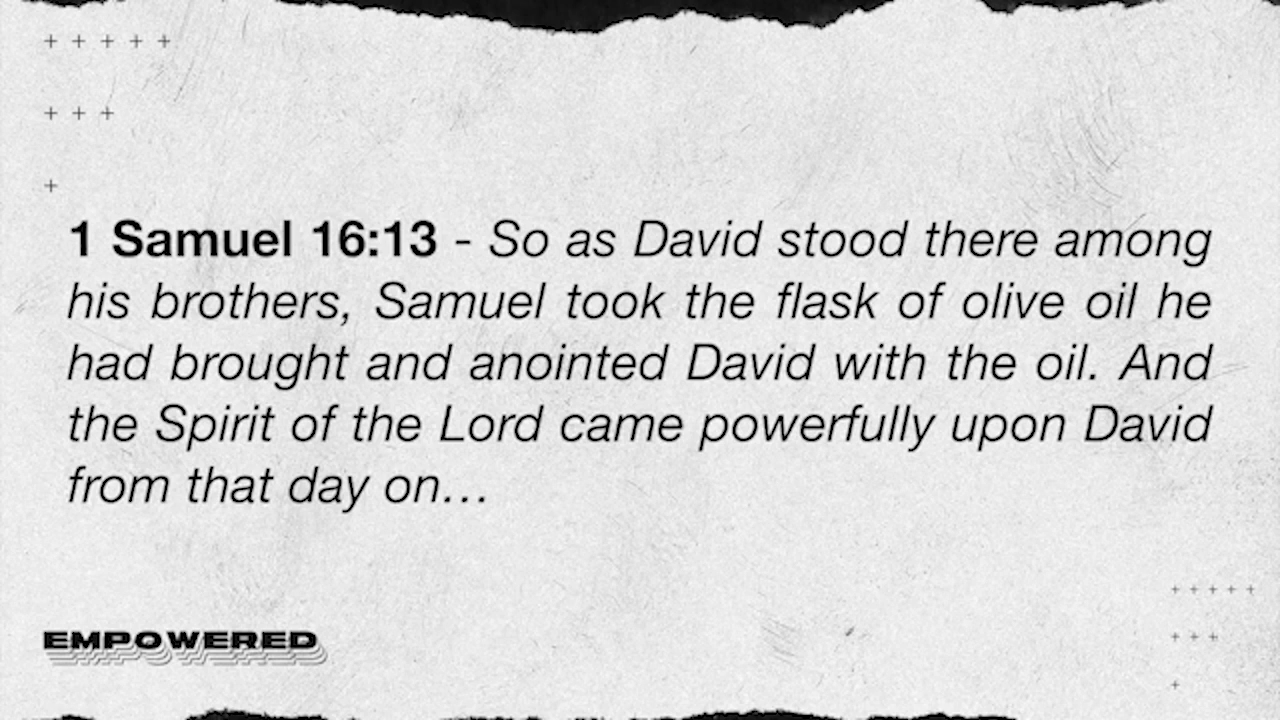 1 Samuel 16:13 - So as David stood there among
his brothers, Samuel took the flask of olive oil he
had brought and anointed David with the oil. And
the Spirit of the Lord came powerfully upon David
from that day on…
EMPOWERED